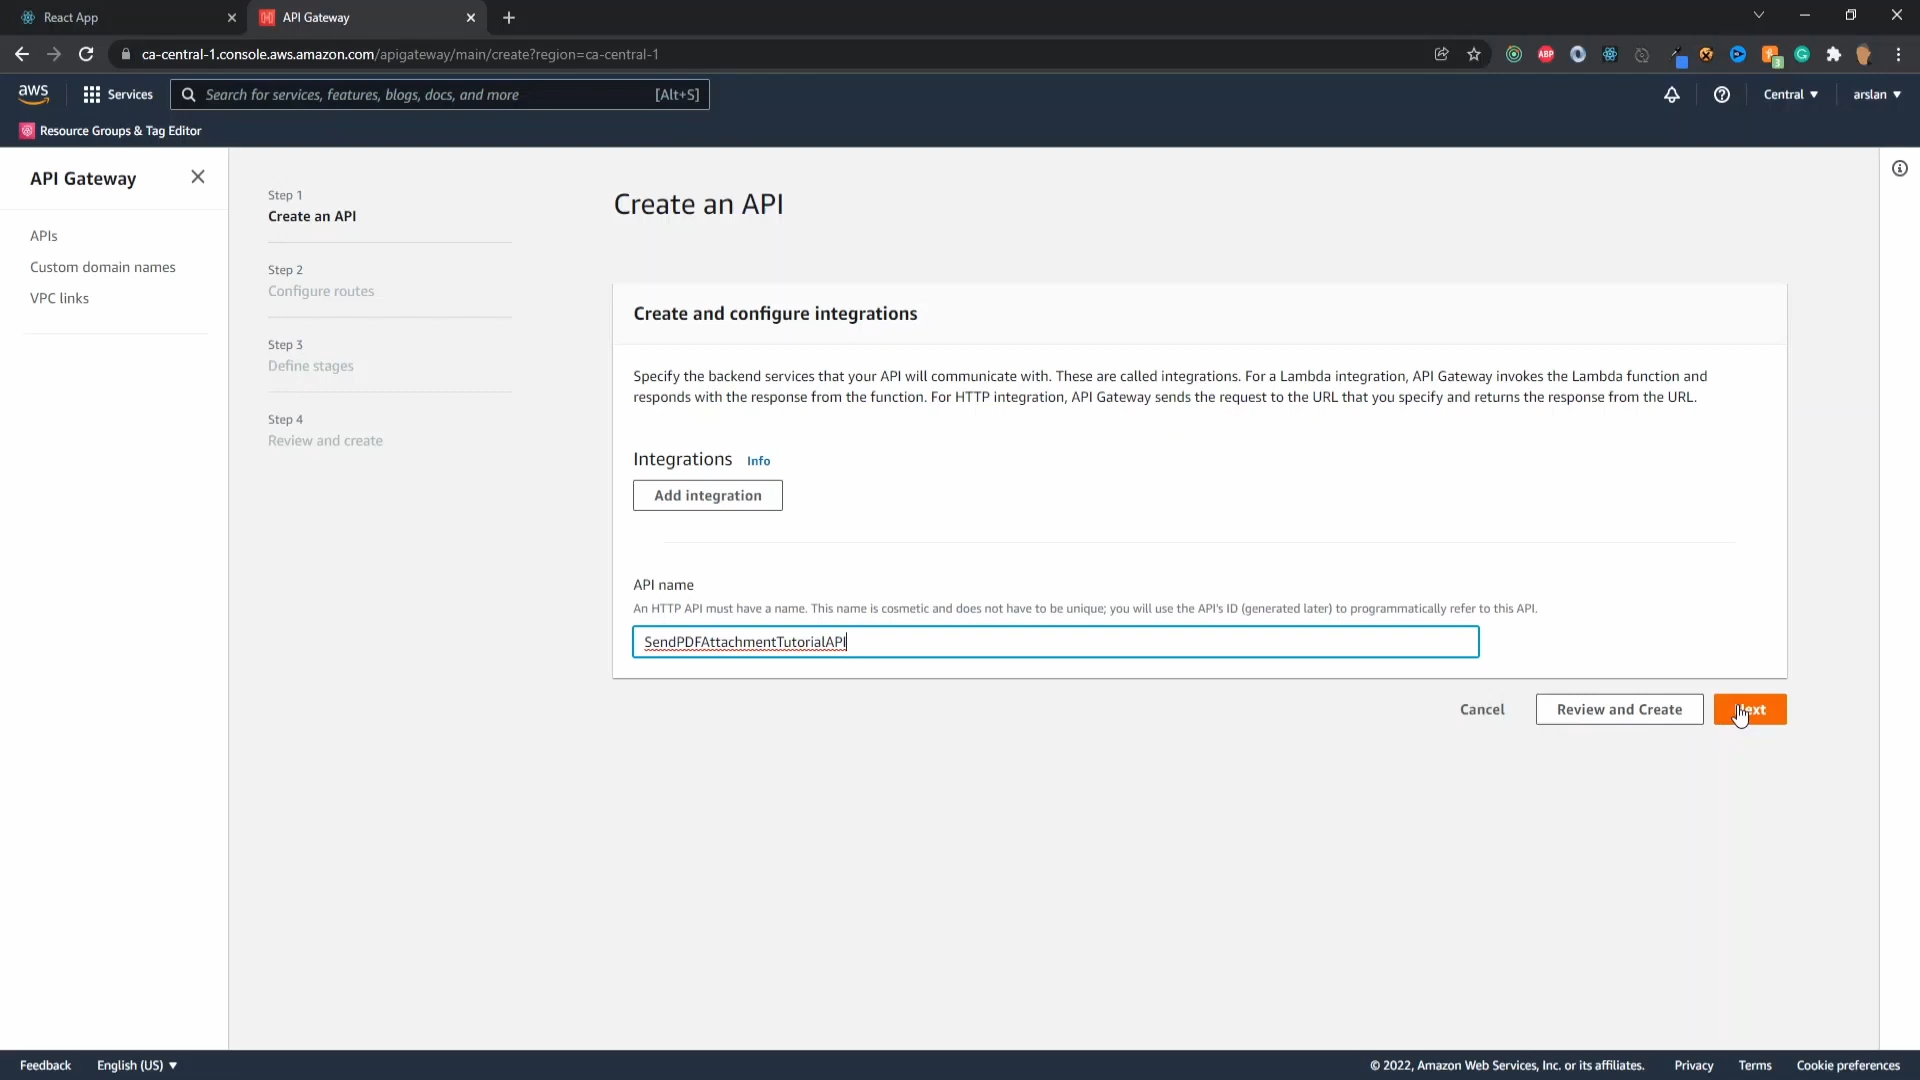 React App
API Gateway
ca-central-1.console.aws.amazon.com/apigateway/main/create?region=ca-central-1
ABP
3
aws
Services
Search for services, features, blogs, docs, and more
[Alt+S]
Central
arslan
Resource Groups & Tag Editor
API Gateway
APIs
Custom domain names
VPC links
Step 1
Create an API
Step 2
Configure routes
Step 3
Define stages
Step 4
Review and create
Create an API
Create and configure integrations
Specify the backend services that your API will communicate with. These are called integrations. For a Lambda integration, API Gateway invokes the Lambda function and
responds with the response from the function. For HTTP integration, API Gateway sends the request to the URL that you specify and returns the response from the URL.
Integrations Info
Add integration
API name
An HTTP API must have a name. This name is cosmetic and does not have to be unique; you will use the API's ID (generated later) to programmatically refer to this API.
SendPDFAttachmentTutorialAPI
Cancel
Review and Create
Next
Feedback
English (US)
© 2022, Amazon Web Services, Inc. or its affiliates.
Privacy
Terms
Cookie preferences